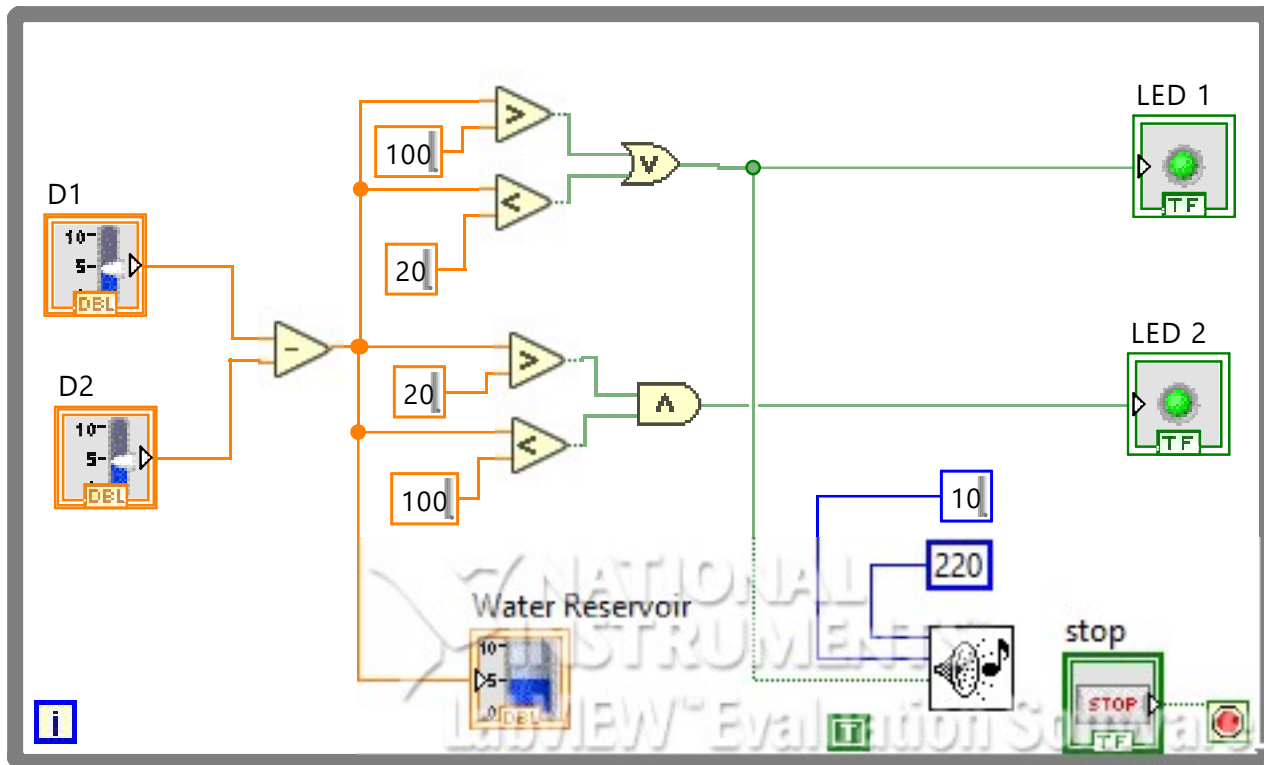 LED 1
>
100
V
<
TF
D1
10
5
20
DBL
-
LED 2
>
20
Λ
D2
<
TF
10
5
DBL
100
10
220
NATIONAL
INSTRUMENTS
Water Reservoir
stop
10
5
0
DBL
STOP
TF
i
T
LabVIEW™ Evaluation Software